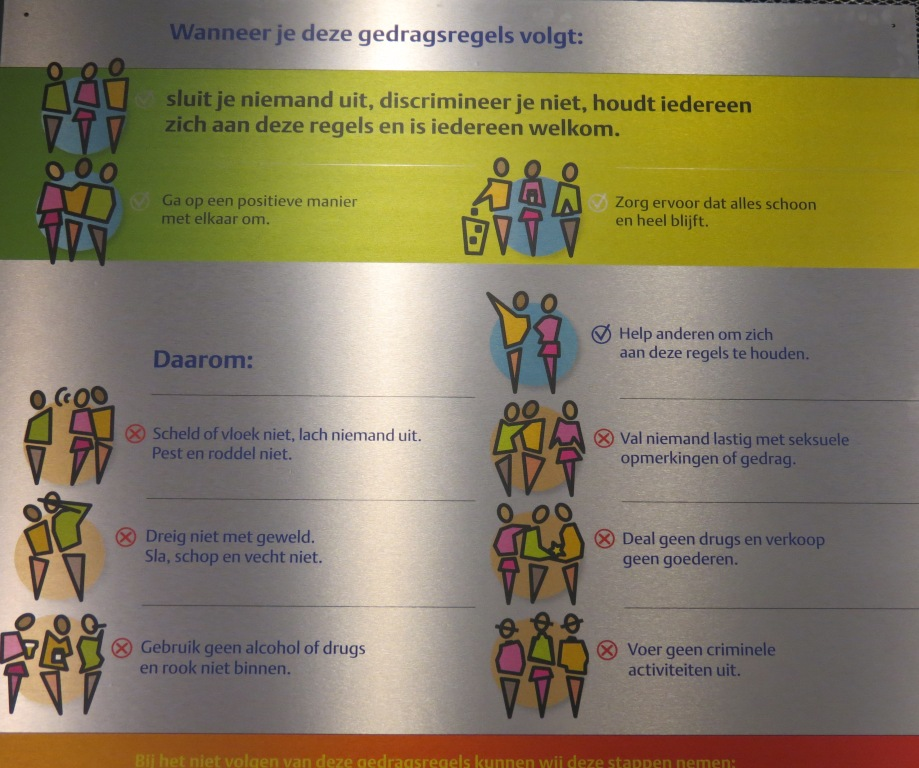 Wanneer je deze gedragsregels volgt:
sluit je niemand uit, discrimineer je niet, houdt iedereen
zich aan deze regels en is iedereen welkom.
Ga op een positieve manier
met elkaar om.
Zorg ervoor dat alles schoon
en heel blijft.
Help anderen om zich
aan deze regels te houden.
Daarom:
Scheld of vloek niet, lach niemand uit.
Pest en roddel niet.
Val niemand lastig met seksuele
opmerkingen of gedrag.
Dreig niet met geweld.
Sla, schop en vecht niet.
Deal geen drugs en verkoop
geen goederen.
Gebruik geen alcohol of drugs
en rook niet binnen.
Voer geen criminele
activiteiten uit.
Bij het niet volgen van deze gedragsregels kunnen wij deze stappen nemen: